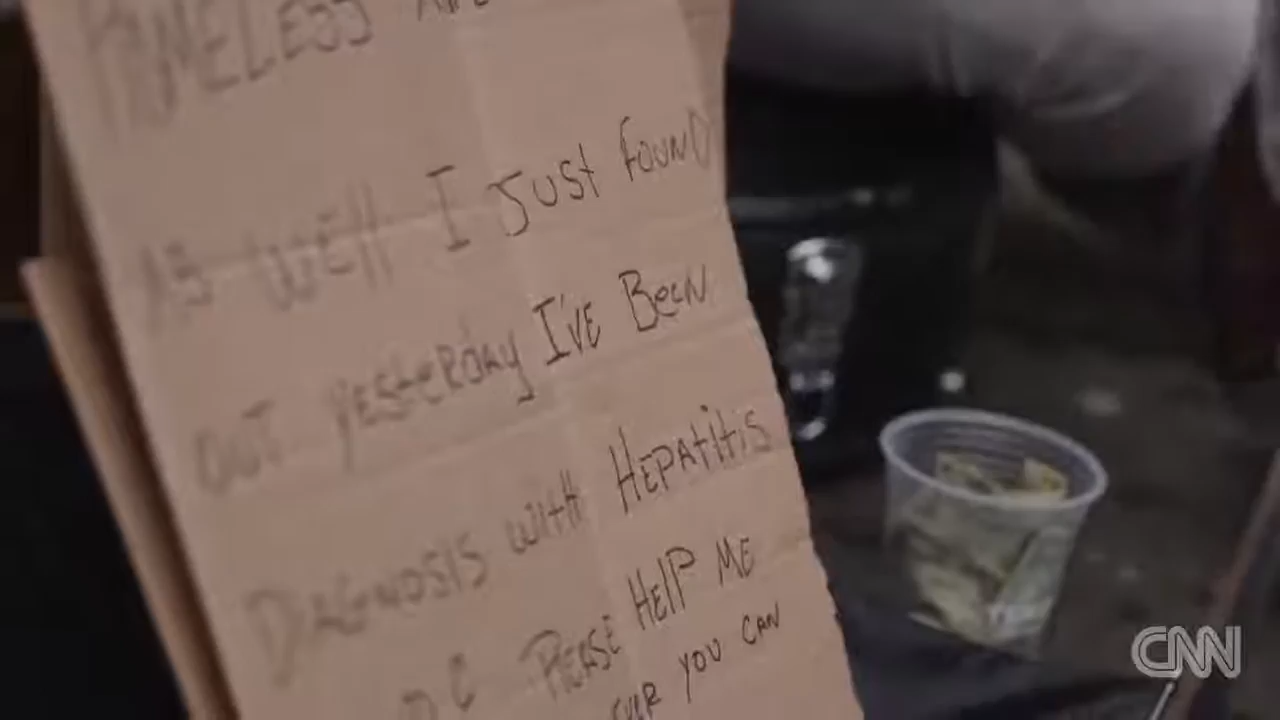 HOMELESS
AS WEll I JUST FOUND
OUT YESTERDAY I'VE BEEN
DIAGNOSIS WITH HEPATITIS
C PlEASE HElP ME
YOU CAN
CNN